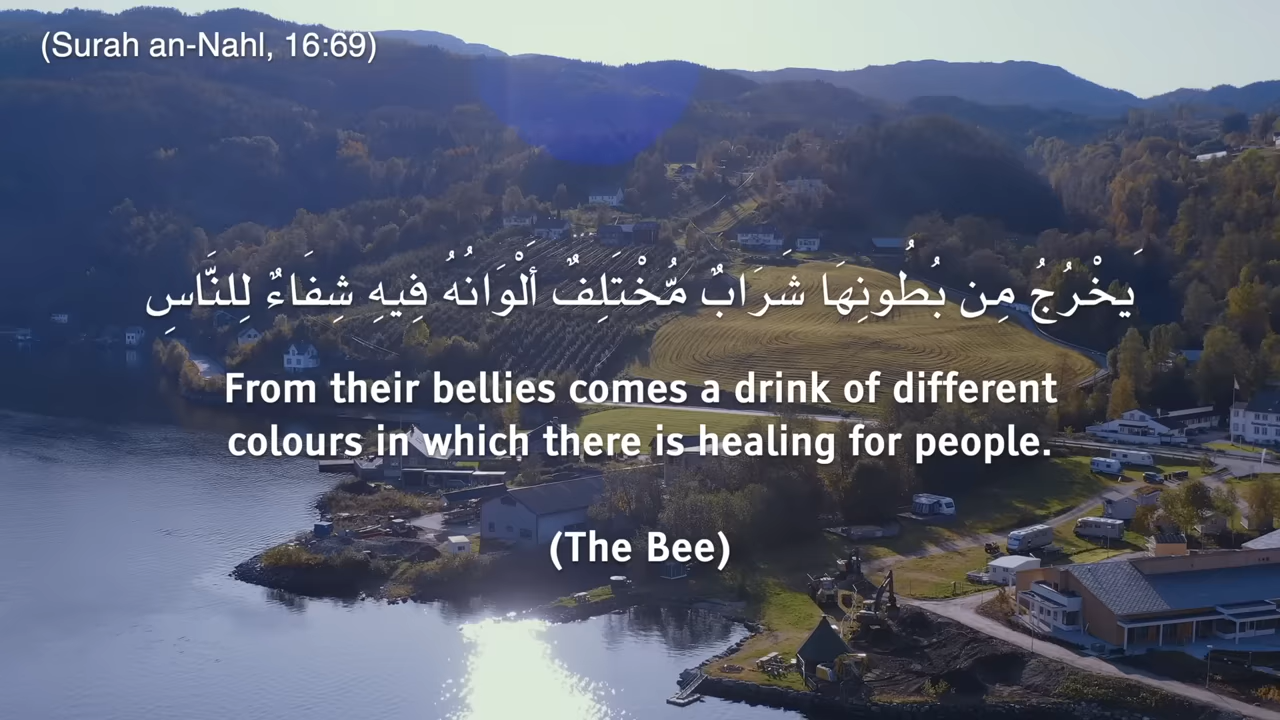 (Surah an-Nahl, 16:69)
يَخْرُجُ مِن بُطُونِهَا شَرَابٌ مُّخْتَلِفٌ أَلْوَانُهُ فِيهِ شِفَاءٌ لِلنَّاسِ
From their bellies comes a drink of different
colours in which there is healing for people.
(The Bee)